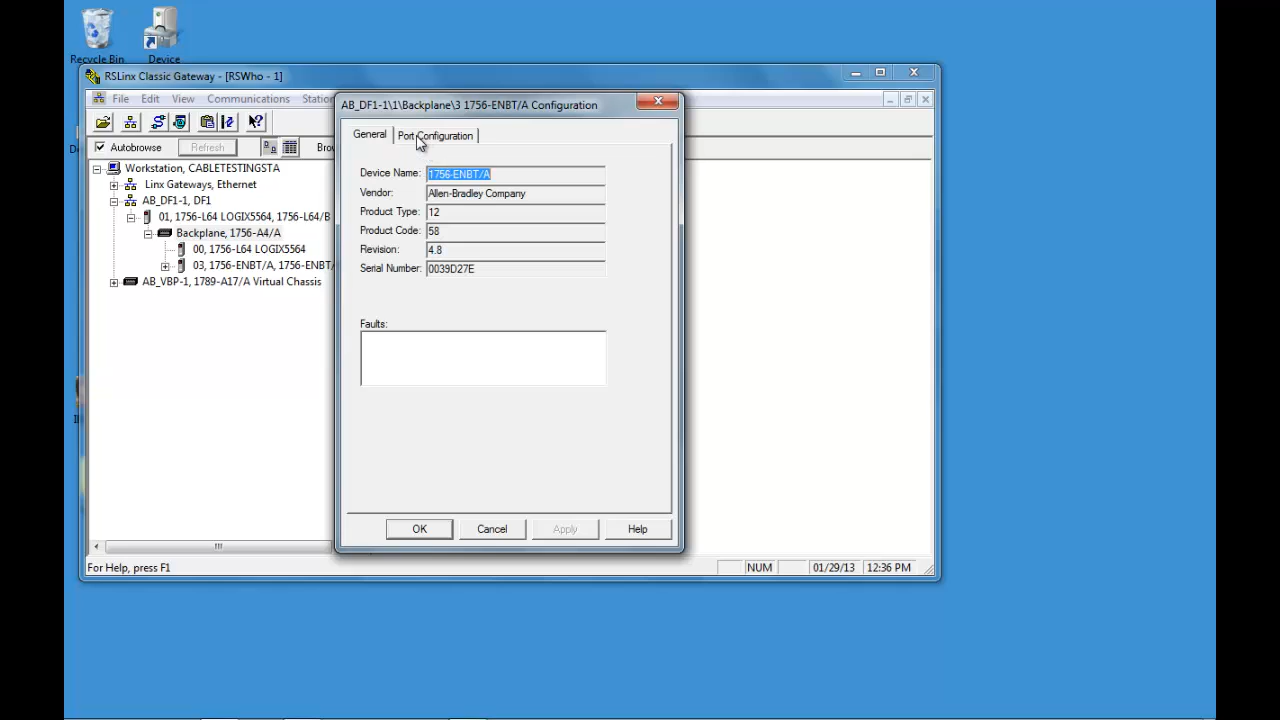 Recycle Bin
Device
RSLinx Classic Gateway - [RSWho - 1]
File Edit View Communications Station
Autobrowse Refresh
Workstation, CABLETESTINGSTA
Linx Gateways, Ethernet
AB_DF1-1, DF1
01, 1756-L64 LOGIX5564, 1756-L64/B
Backplane, 1756-A4/A
00, 1756-L64 LOGIX5564
03, 1756-ENBT/A, 1756-ENBT/
AB_VBP-1, 1789-A17/A Virtual Chassis
AB_DF1-1\1\Backplane\3 1756-ENBT/A Configuration
General Port Configuration
Device Name: 1756-ENBT/A
Vendor: Allen-Bradley Company
Product Type: 12
Product Code: 58
Revision: 4.8
Serial Number: 0039D27E
Faults:
OK Cancel Apply Help
For Help, press F1
NUM 01/29/13 12:36 PM